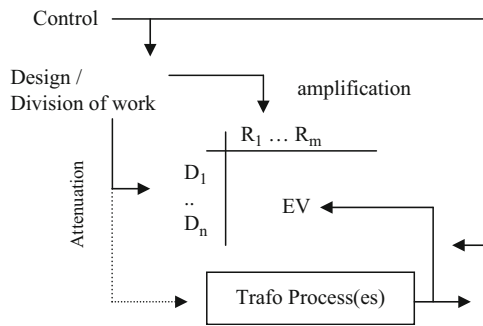 Control
Design /
Division of work
amplification
R1 … Rm
D1
..
Dn
EV
Attenuation
Trafo Process(es)